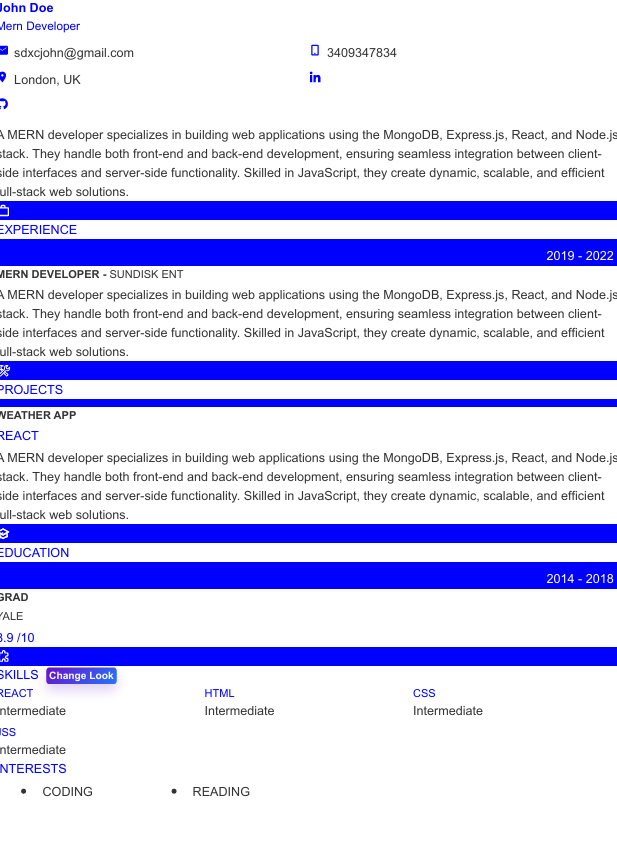 John Doe
Mern Developer
sdxcjohn@gmail.com
3409347834
London, UK
in
A MERN developer specializes in building web applications using the MongoDB, Express.js, React, and Node.js
stack. They handle both front-end and back-end development, ensuring seamless integration between client-
side interfaces and server-side functionality. Skilled in JavaScript, they create dynamic, scalable, and efficient
full-stack web solutions.
EXPERIENCE
2019 - 2022
MERN DEVELOPER - SUNDISK ENT
A MERN developer specializes in building web applications using the MongoDB, Express.js, React, and Node.js
stack. They handle both front-end and back-end development, ensuring seamless integration between client-
side interfaces and server-side functionality. Skilled in JavaScript, they create dynamic, scalable, and efficient
full-stack web solutions.
PROJECTS
WEATHER APP
REACT
A MERN developer specializes in building web applications using the MongoDB, Express.js, React, and Node.js
stack. They handle both front-end and back-end development, ensuring seamless integration between client-
side interfaces and server-side functionality. Skilled in JavaScript, they create dynamic, scalable, and efficient
full-stack web solutions.
EDUCATION
2014 - 2018
GRAD
YALE
/10
SKILLS Change Look
REACT HTML CSS
Intermediate Intermediate Intermediate
Intermediate
INTERESTS
• CODING • READING